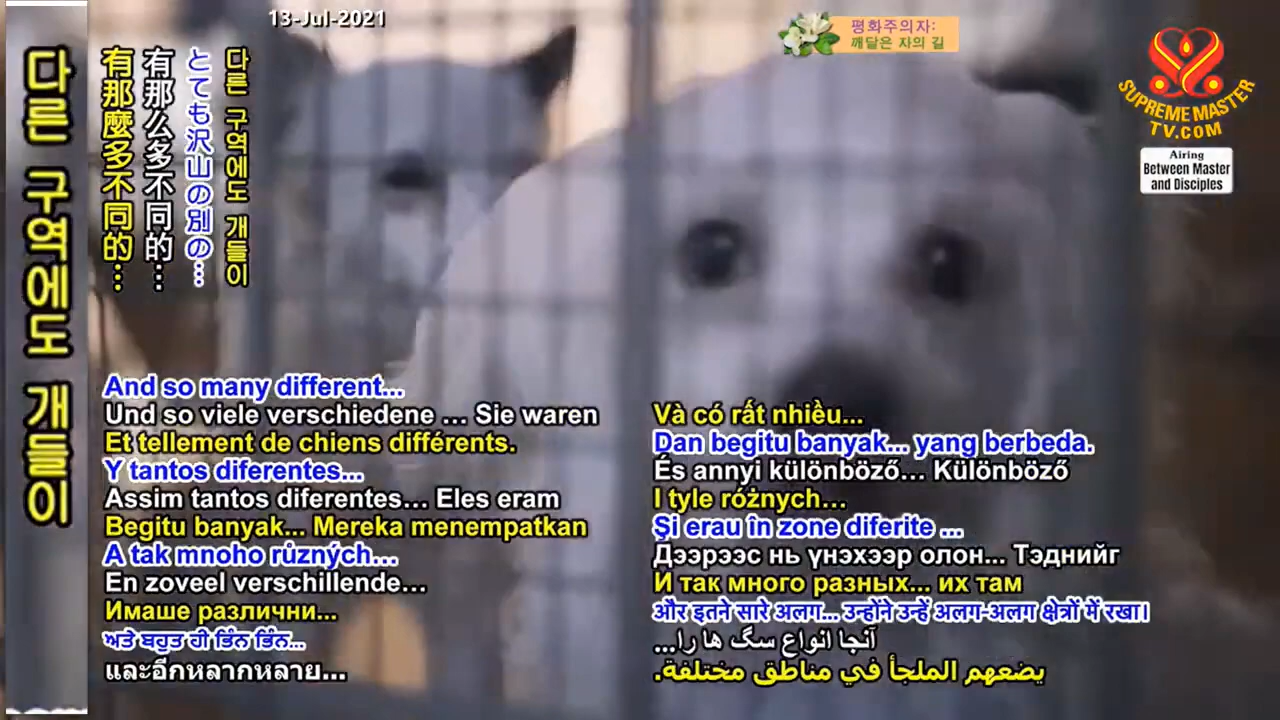 13-Jul-2021
평화주의자:
깨달은 자의 길
SUPREME MASTER
TV.COM
Airing
Between Master
and Disciples
다른 구역에도 개들이
有那麼多不同的…
有那么多不同的…
とても沢山の別の…
다른 구역에도 개들이
And so many different...
Und so viele verschiedene … Sie waren
Et tellement de chiens différents.
Y tantos diferentes...
Assim tantos diferentes… Eles eram
Begitu banyak... Mereka menempatkan
A tak mnoho různých...
En zoveel verschillende…
Имаше различни...
ਅਤੇ ਬਹੁਤ ਹੀ ਭਿੰਨ ਭਿੰਨ...
และอีกหลากหลาย...
Và có rất nhiều...
Dan begitu banyak... yang berbeda.
És annyi különböző… Különböző
I tyle różnych…
Şi erau în zone diferite ...
Дээрээс нь үнэхээр олон... Тэднийг
И так много разных... их там
और इतने सारे अलग... उन्होंने उन्हें अलग-अलग क्षेत्रों में रखा।
آنجا انواع سگ ها را...
يضعهم الملجأ في مناطق مختلفة.